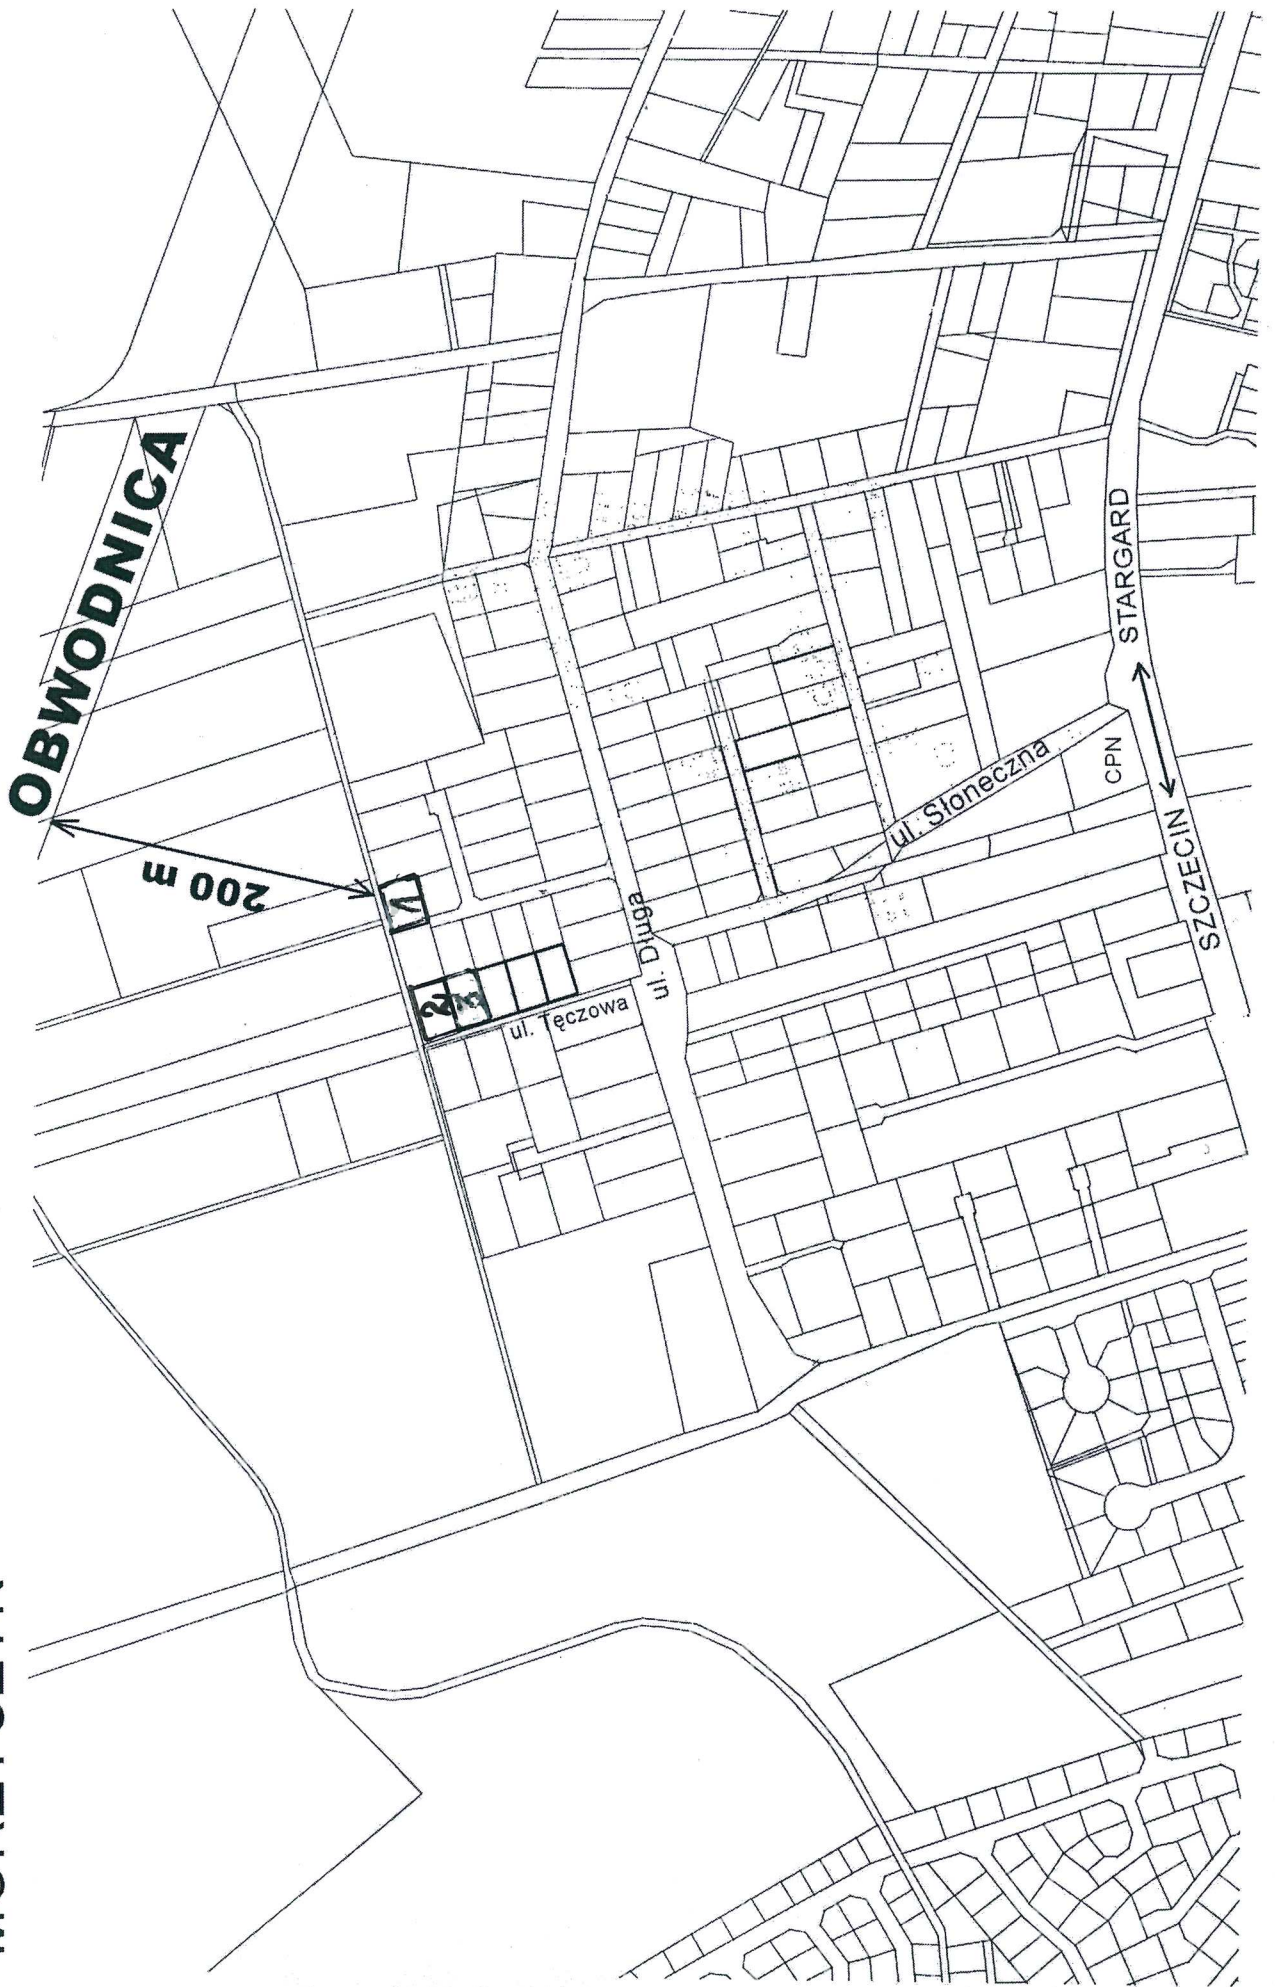 OBWODNICA
200 m
1
2
3
ul. Tęczowa
ul. Długa
ul. Słoneczna
CPN
STARGARD
SZCZECIN